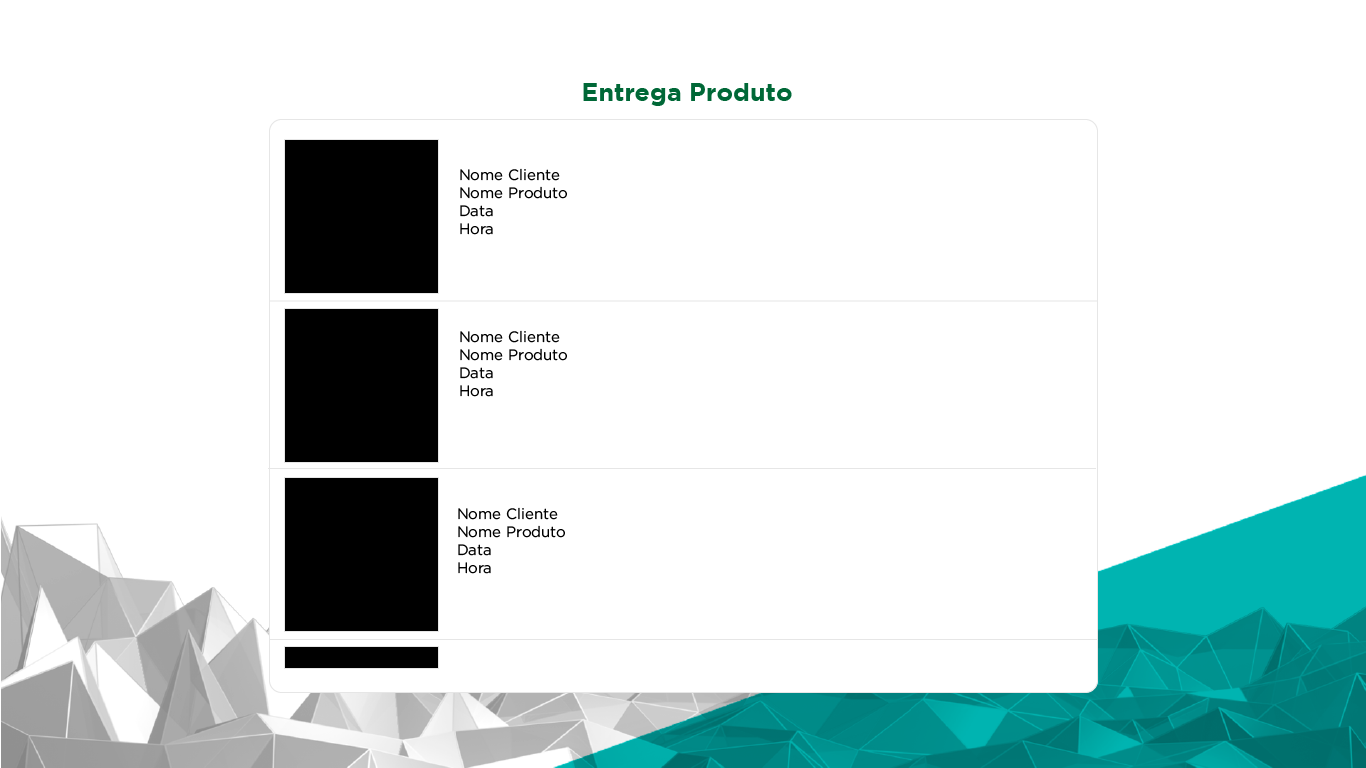 Entrega Produto
Nome Cliente
Nome Produto
Data
Hora
Nome Cliente
Nome Produto
Data
Hora
Nome Cliente
Nome Produto
Data
Hora